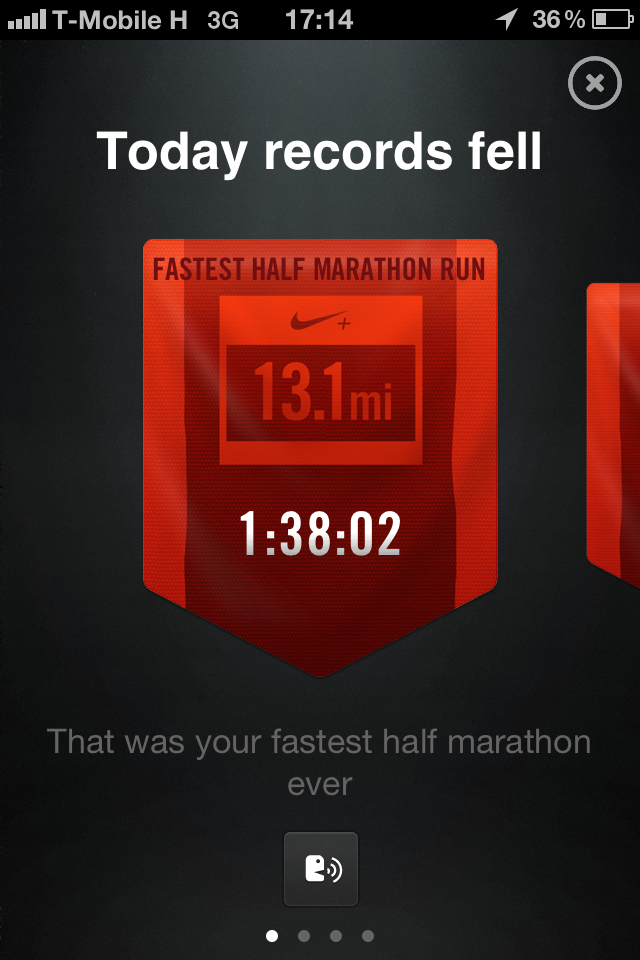 T-Mobile H 3G 17:14 36%
Today records fell
FASTEST HALF MARATHON RUN
+
13.1mi
1:38:02
That was your fastest half marathon
ever